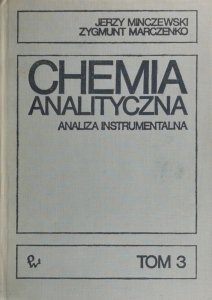 JERZY MINCZEWSKI
ZYGMUNT MARCZENKO
CHEMIA
ANALITYCZNA
ANALIZA INSTRUMENTALNA
TOM 3